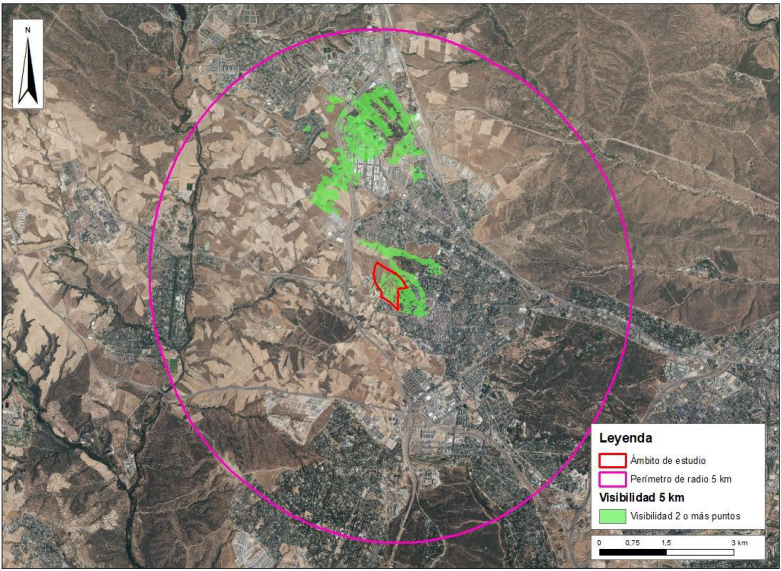 N
Leyenda
Ámbito de estudio
Perímetro de radio 5 km
Visibilidad 5 km
Visibilidad 2 o más puntos
0 0,75 1,5 3 km